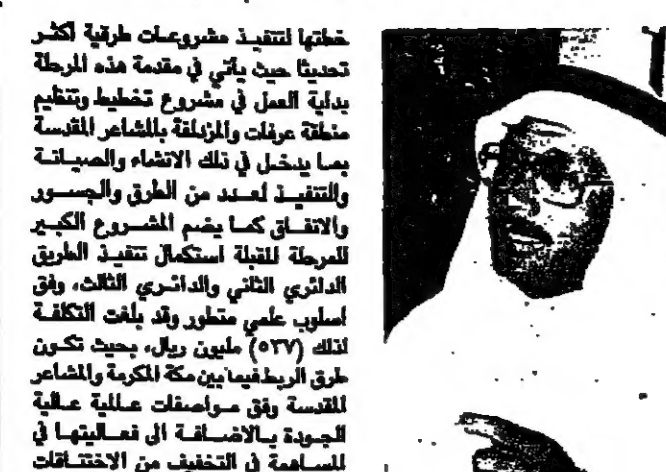 خطتها لتنفيذ مشروعات طرقية اكثر
تحديثا حيث يأتي في مقدمة هذه المرحلة
بداية العمل في مشروع تخطيط وتنظيم
منطقة عرفات والمزدلفة بالمشاعر المقدسة
بما يدخل في ذلك الانشاء والصيانة
والتنفيذ لعدد من الطرق والجسور
والانفاق كما يضم المشروع الكبير
للمرحلة المقبلة استكمال تنفيذ الطريق
الدائري الثاني والدائري الثالث، وفق
اسلوب علمي متطور وقد بلغت التكلفة
لذلك (٥٣٧) مليون ريال، بحيث تكون
طرق الربط فيما بين مكة المكرمة والمشاعر
المقدسة وفق مواصفات عالمية عالية
الجودة بالاضافة الى فعاليتها في
المساهمة في التخفيف من الاختناقات